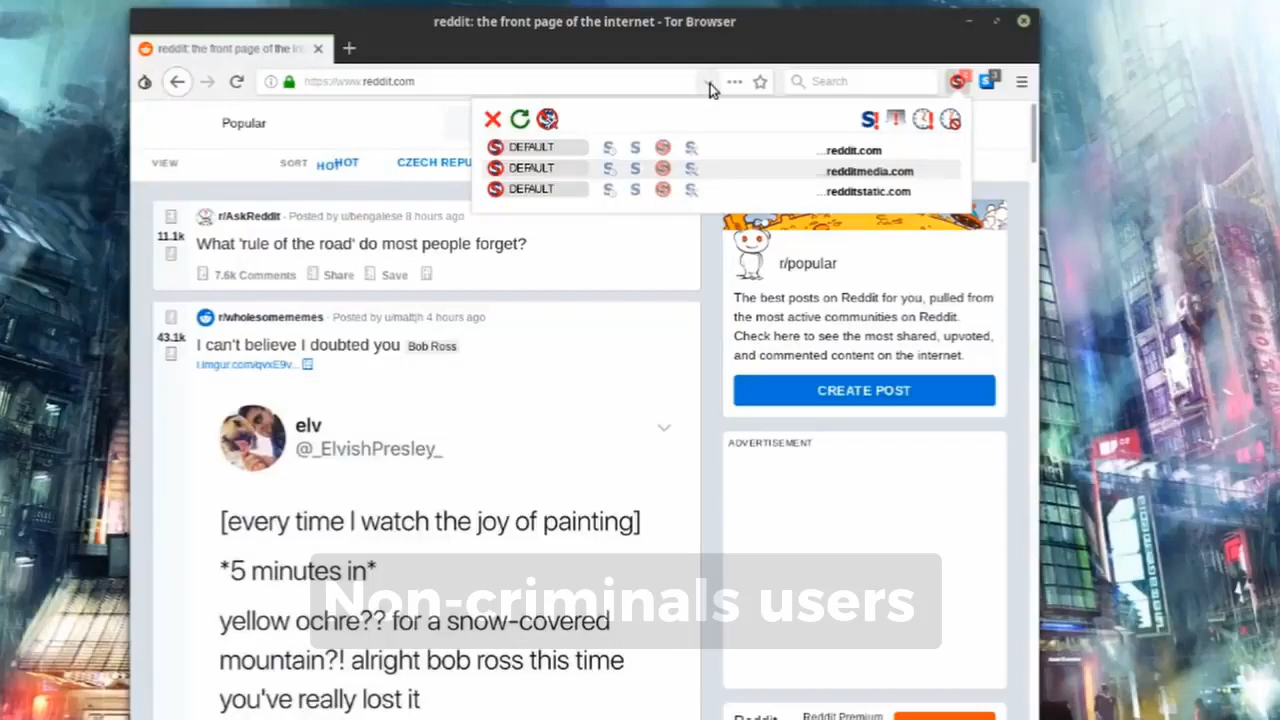 reddit: the front page of the internet - Tor Browser
reddit: the front page of the in
https://www.reddit.com
Search
Popular
VIEW
SORT
HOT
HOT
CZECH REPU
DEFAULT
...reddit.com
DEFAULT
...redditmedia.com
DEFAULT
...redditstatic.com
r/AskReddit · Posted by u/bengalese 8 hours ago
11.1k
What 'rule of the road' do most people forget?
7.6k Comments
Share
Save
r/wholesomememes · Posted by u/mattjh 4 hours ago
43.1k
I can't believe I doubted you
Bob Ross
elv
@_ElvishPresley_
[every time I watch the joy of painting]
*5 minutes in*
yellow ochre?? for a snow-covered
mountain?! alright bob ross this time
you've really lost it
Non-criminals users
r/popular
The best posts on Reddit for you, pulled from
the most active communities on Reddit.
Check here to see the most shared, upvoted,
and commented content on the internet.
CREATE POST
ADVERTISEMENT
Reddit
Reddit Premium